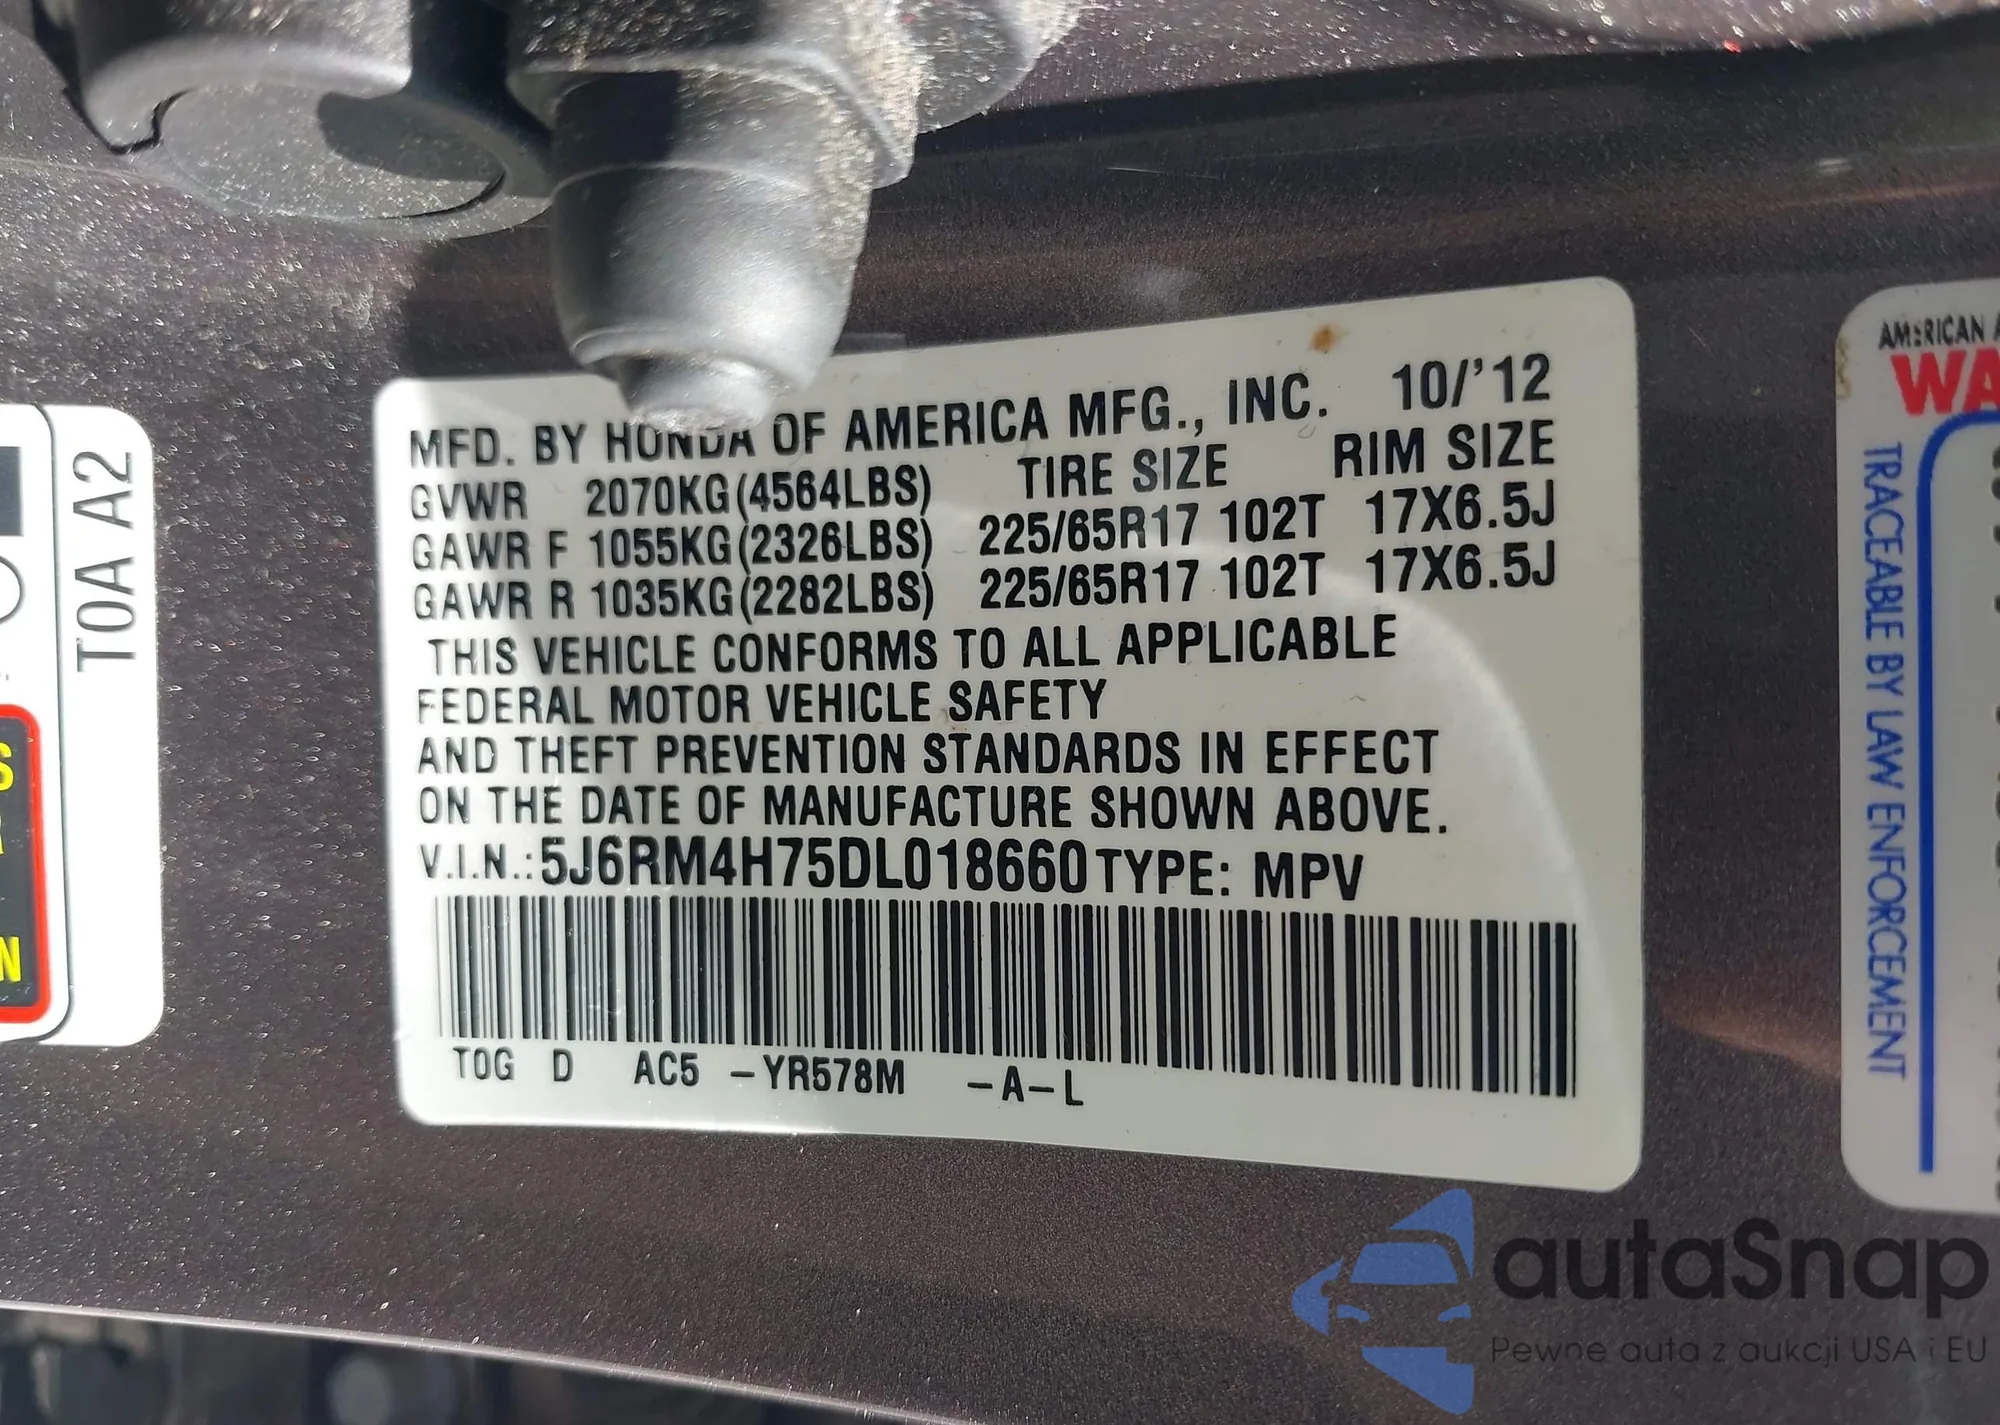 MFD. BY HONDA OF AMERICA MFG., INC. 10/'12
GVWR 2070KG(4564LBS) TIRE SIZE RIM SIZE
GAWR F 1055KG(2326LBS) 225/65R17 102T 17X6.5J
GAWR R 1035KG(2282LBS) 225/65R17 102T 17X6.5J
THIS VEHICLE CONFORMS TO ALL APPLICABLE
FEDERAL MOTOR VEHICLE SAFETY
AND THEFT PREVENTION STANDARDS IN EFFECT
ON THE DATE OF MANUFACTURE SHOWN ABOVE.
V.I.N.:5J6RM4H75DL018660 TYPE: MPV
T0G D AC5 -YR578M -A-L
T0A A2
AMERICAN
TRACEABLE BY LAW ENFORCEMENT
autaSnap
Pewne auta z aukcji USA i EU